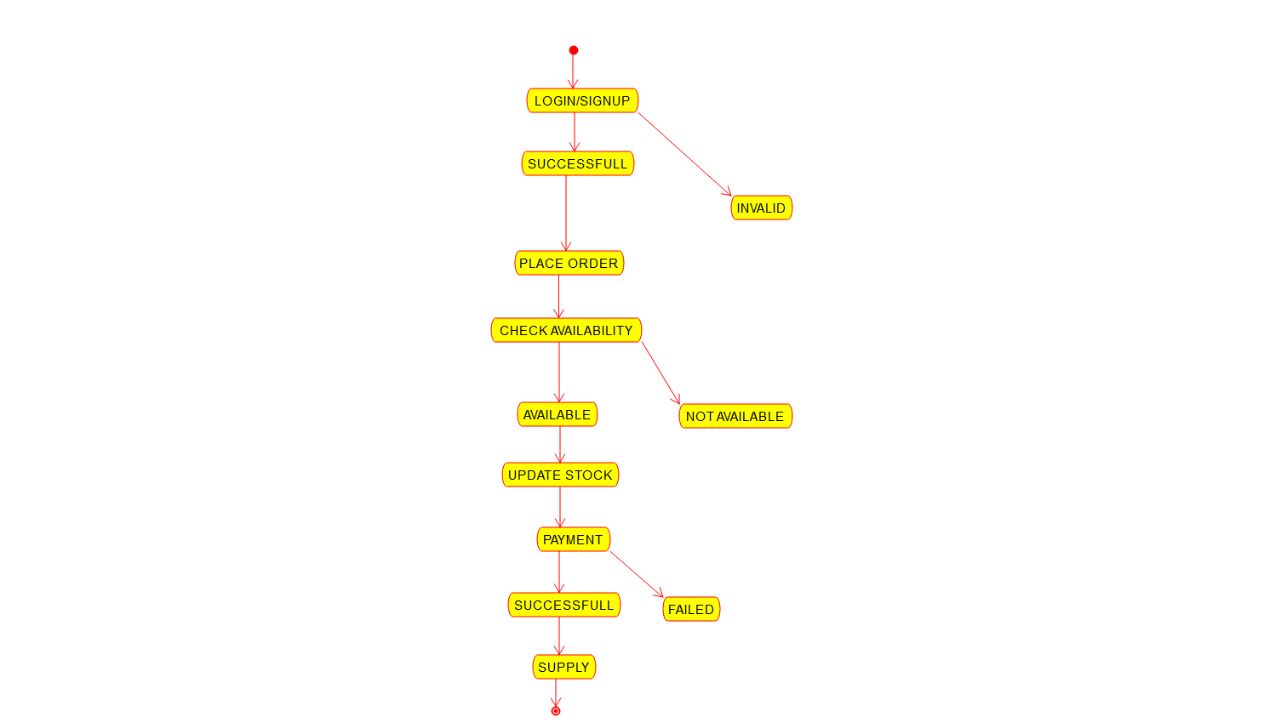 LOGIN/SIGNUP
SUCCESSFULL
INVALID
PLACE ORDER
CHECK AVAILABILITY
AVAILABLE
NOT AVAILABLE
UPDATE STOCK
PAYMENT
SUCCESSFULL
FAILED
SUPPLY